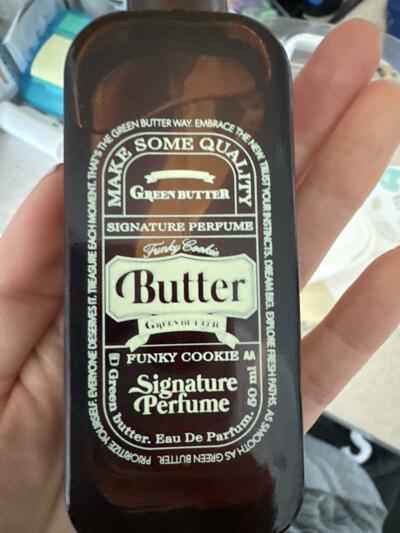 PRIORITIZE YOURSELF. EVERYONE DESERVES IT. TREASURE EACH MOMENT. THAT'S THE GREEN BUTTER WAY. EMBRACE THE NEW. TRUST YOUR INSTINCTS. DREAM BIG. EXPLORE FRESH PATHS. AS SMOOTH AS GREEN BUTTER.
MAKE SOME QUALITY
GREEN BUTTER
SIGNATURE PERFUME
Funky Cookie
Butter
GREEN BUTTER
FUNKY COOKIE AA
Signature
Perfume
D Green butter. Eau De Parfum. 50 ml